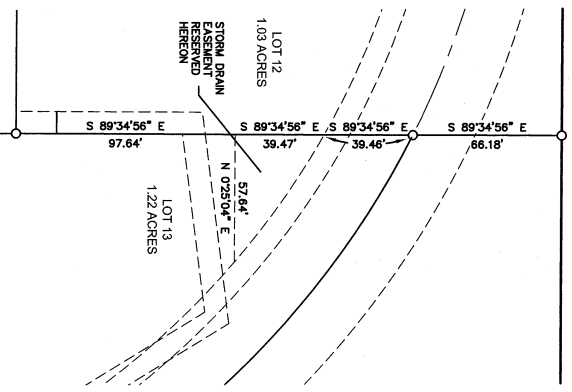 LOT 12
1.03 ACRES
STORM DRAIN
EASEMENT
RESERVED
HEREON
S 89°34'56" E
97.64'
S 89°34'56" E
39.47'
S 89°34'56" E
39.46'
S 89°34'56" E
66.18'
57.64'
N 0°25'04" E
LOT 13
1.22 ACRES